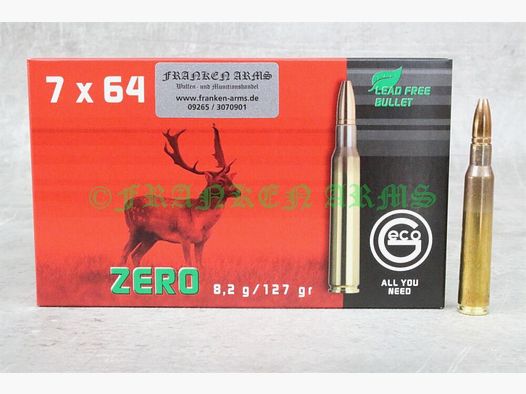 7 x 64
FRANKEN ARMS
Waffen- und Munitionshandel
www.franken-arms.de
09265 / 3070901
LEAD FREE
BULLET
©FRANKEN ARMS
Geco
ZERO 8,2 g/127 gr
ALL YOU
NEED